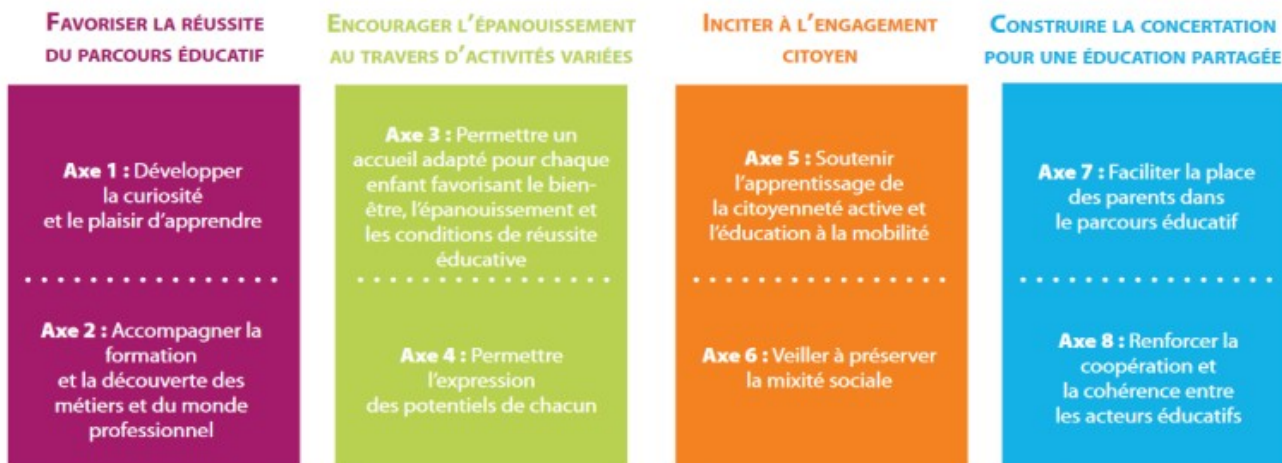 FAVORISER LA RÉUSSITE
DU PARCOURS ÉDUCATIF
Axe 1 : Développer
la curiosité
et le plaisir d'apprendre
Axe 2 : Accompagner la
formation
et la découverte des
métiers et du monde
professionnel
ENCOURAGER L'ÉPANOUISSEMENT
AU TRAVERS D'ACTIVITÉS VARIÉES
Axe 3 : Permettre un
accueil adapté pour chaque
enfant favorisant le bien-
être, l'épanouissement et
les conditions de réussite
éducative
Axe 4 : Permettre
l'expression
des potentiels de chacun
INCITER À L'ENGAGEMENT
CITOYEN
Axe 5 : Soutenir
l'apprentissage de
la citoyenneté active et
l'éducation à la mobilité
Axe 6 : Veiller à préserver
la mixité sociale
CONSTRUIRE LA CONCERTATION
POUR UNE ÉDUCATION PARTAGÉE
Axe 7 : Faciliter la place
des parents dans
le parcours éducatif
Axe 8 : Renforcer la
coopération et
la cohérence entre
les acteurs éducatifs